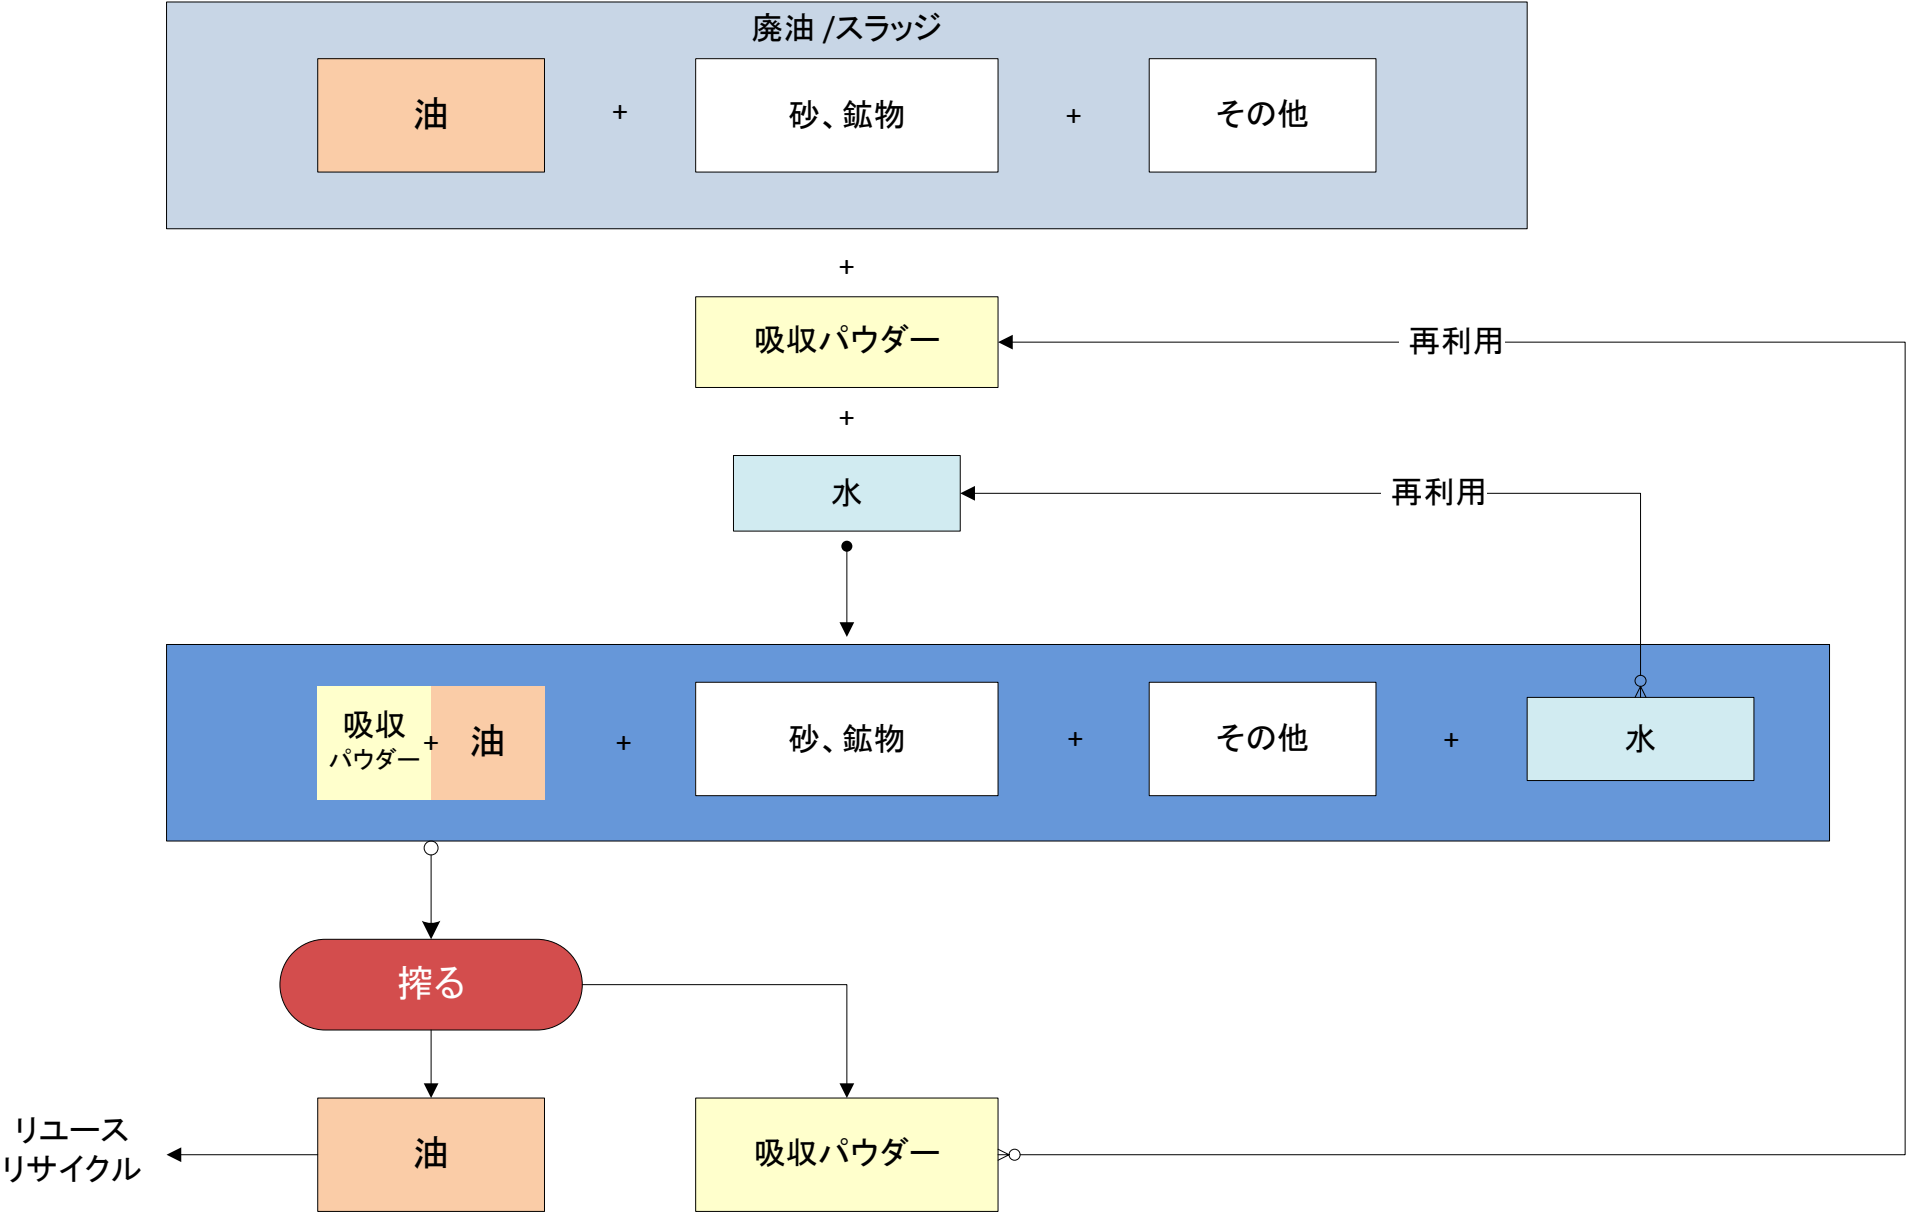 廃油 /スラッジ
油 + 砂、鉱物 + その他
+
吸収パウダー 再利用
+
水 再利用
吸収
パウダー + 油 + 砂、鉱物 + その他 + 水
搾る
リユース
リサイクル
油 吸収パウダー